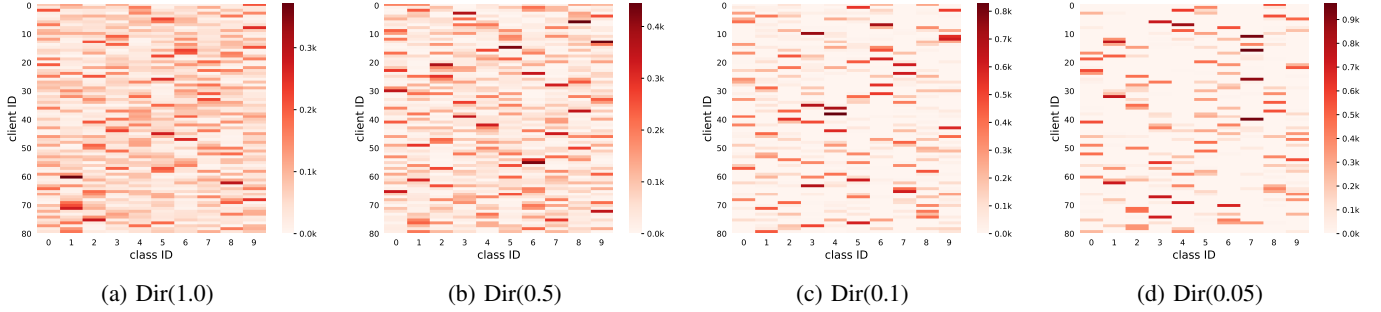 0
10
20
30
40
50
60
70
80
client ID
0 1 2 3 4 5 6 7 8 9
class ID
0.3k
0.2k
0.1k
0.0k
(a) Dir(1.0)
0
10
20
30
40
50
60
70
80
client ID
0 1 2 3 4 5 6 7 8 9
class ID
0.4k
0.3k
0.2k
0.1k
0.0k
(b) Dir(0.5)
0
10
20
30
40
50
60
70
80
client ID
0 1 2 3 4 5 6 7 8 9
class ID
0.8k
0.7k
0.6k
0.5k
0.4k
0.3k
0.2k
0.1k
0.0k
(c) Dir(0.1)
0
10
20
30
40
50
60
70
80
client ID
0 1 2 3 4 5 6 7 8 9
class ID
0.9k
0.8k
0.7k
0.6k
0.5k
0.4k
0.3k
0.2k
0.1k
0.0k
(d) Dir(0.05)